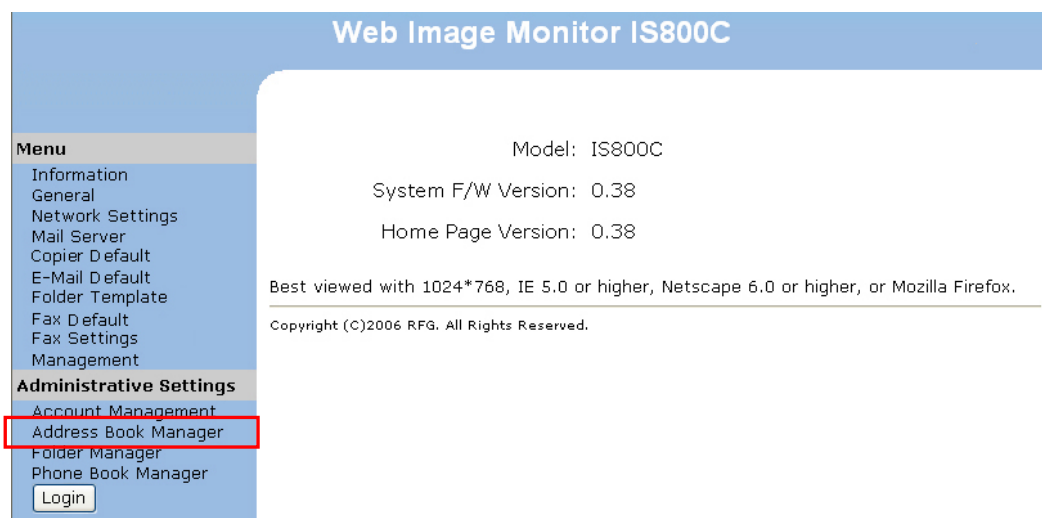 Web Image Monitor IS800C
Menu
Information
General
Network Settings
Mail Server
Copier Default
E-Mail Default
Folder Template
Fax Default
Fax Settings
Management
Administrative Settings
Account Management
Address Book Manager
Folder Manager
Phone Book Manager
Login
Model: IS800C
System F/W Version: 0.38
Home Page Version: 0.38
Best viewed with 1024*768, IE 5.0 or higher, Netscape 6.0 or higher, or Mozilla Firefox.
Copyright (C)2006 RFG. All Rights Reserved.